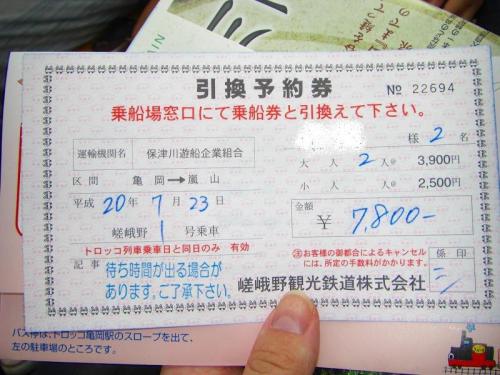 引換予約券
No 22694
乗船場窓口にて乗船券と引換えて下さい。
様 2名
運輸機関名 保津川遊船企業組合
大人 2人@ 3,900円
区間 亀岡→嵐山
小人 人@ 2,500円
平成 20年 7月 23日
金額
¥ 7,800-
嵯峨野 1 号乗車
トロッコ列車乗車日と同日のみ 有効
㊟お客様の御都合によるキャンセル
には、所定の手数料がかかります。
係印
記事 待ち時間が出る場合が
あります。ご了承下さい。
嵯峨野観光鉄道株式会社
バス停は、トロッコ亀岡駅のスロープを出て、
左の駐車場のところです。